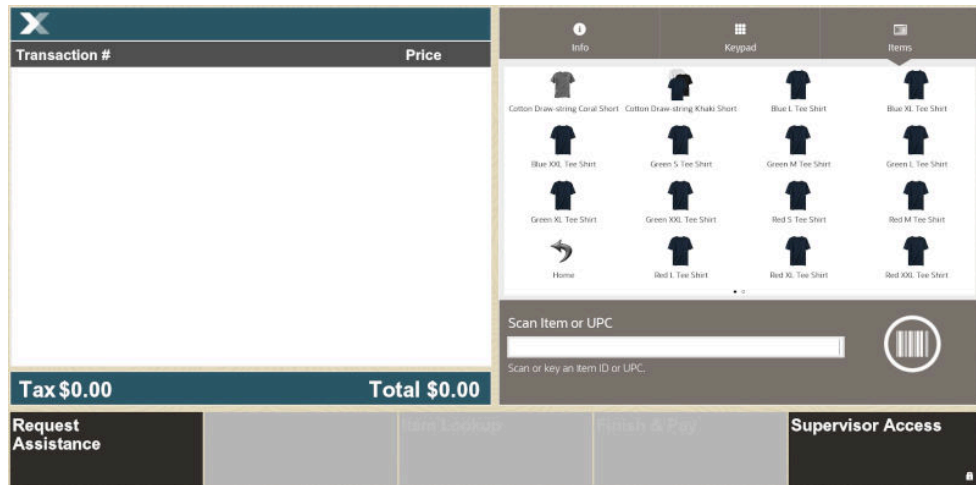 X
Transaction # Price
Tax $0.00 Total $0.00
Info
Keypad
Items
Cotton Draw-string Coral Short
Cotton Draw-string Khaki Short
Blue L Tee Shirt
Blue XL Tee Shirt
Blue XXL Tee Shirt
Green S Tee Shirt
Green M Tee Shirt
Green L Tee Shirt
Green XL Tee Shirt
Green XXL Tee Shirt
Red S Tee Shirt
Red M Tee Shirt
Home
Red L Tee Shirt
Red XL Tee Shirt
Red XXL Tee Shirt
Scan Item or UPC
Scan or key an Item ID or UPC.
Request
Assistance
Item Lookup
Finish & Pay
Supervisor Access